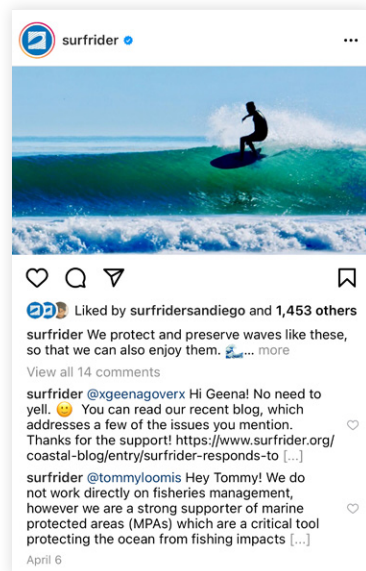 surfrider
Liked by surfridersandiego and 1,453 others
surfrider We protect and preserve waves like these,
so that we can also enjoy them. 🌊... more
View all 14 comments
surfrider @xgeenagoverx Hi Geena! No need to
yell. 🙂 You can read our recent blog, which
addresses a few of the issues you mention.
Thanks for the support! https://www.surfrider.org/
coastal-blog/entry/surfrider-responds-to [...]
surfrider @tommyloomis Hey Tommy! We do
not work directly on fisheries management,
however we are a strong supporter of marine
protected areas (MPAs) which are a critical tool
protecting the ocean from fishing impacts [...]
April 6